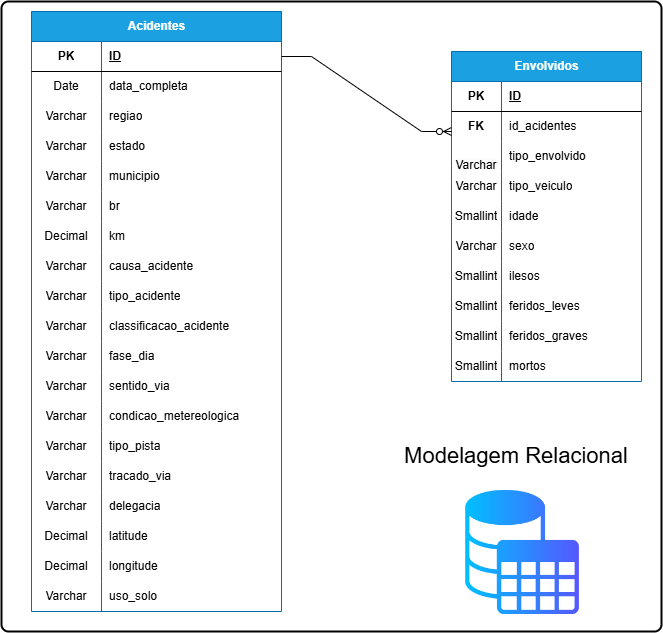 Acidentes
PK ID
Date data_completa
Varchar regiao
Varchar estado
Varchar municipio
Varchar br
Decimal km
Varchar causa_acidente
Varchar tipo_acidente
Varchar classificacao_acidente
Varchar fase_dia
Varchar sentido_via
Varchar condicao_metereologica
Varchar tipo_pista
Varchar tracado_via
Varchar delegacia
Decimal latitude
Decimal longitude
Varchar uso_solo
Envolvidos
PK ID
FK id_acidentes
Varchar tipo_envolvido
Varchar tipo_veiculo
Smallint idade
Varchar sexo
Smallint ilesos
Smallint feridos_leves
Smallint feridos_graves
Smallint mortos
Modelagem Relacional